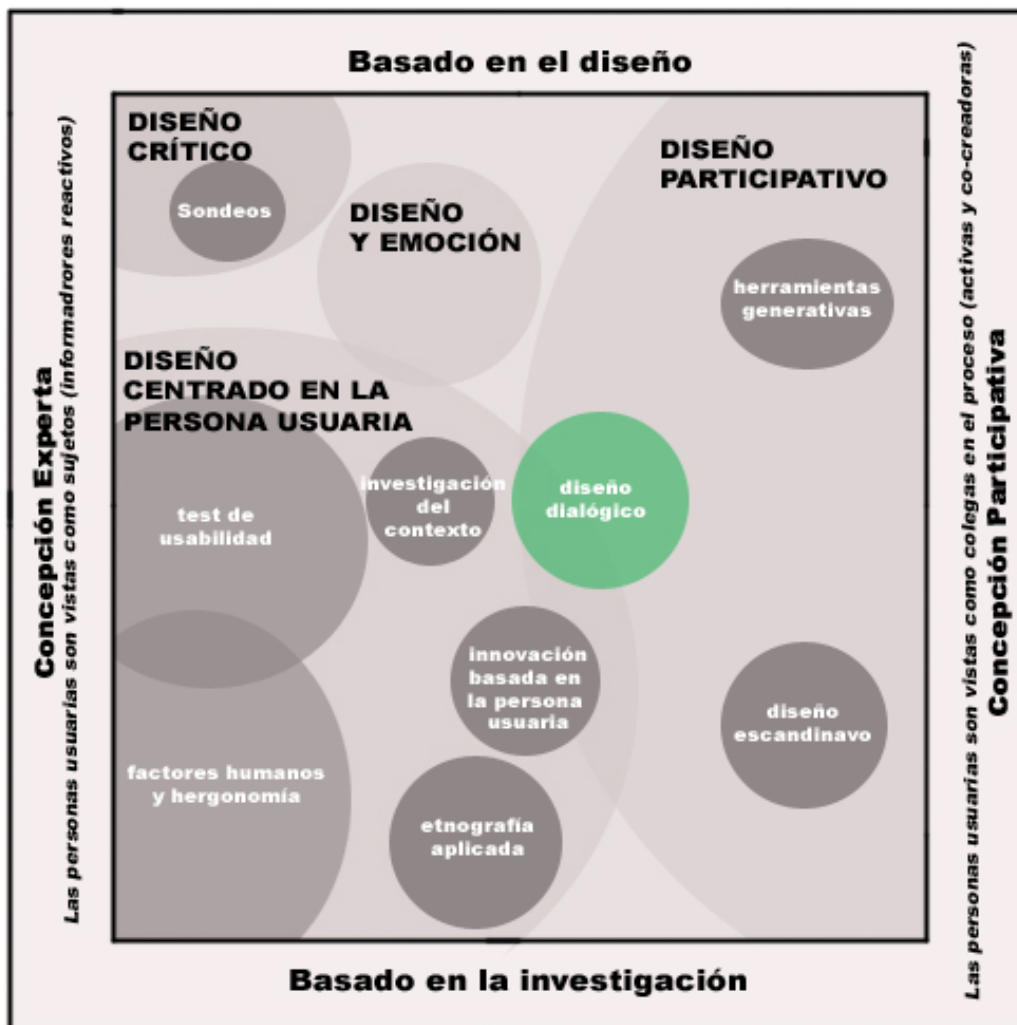 Basado en el diseño
Concepción Experta
Las personas usuarias son vistas como sujetos (informadrores reactivos)
DISEÑO
CRÍTICO
Sondeos
DISEÑO
Y EMOCIÓN
DISEÑO
PARTICIPATIVO
herramientas
generativas
DISEÑO
CENTRADO EN LA
PERSONA USUARIA
test de
usabilidad
investigación
del
contexto
diseño
dialógico
innovación
basada en
la persona
usuaria
diseño
escandinavo
factores humanos
y hergonomía
etnografía
aplicada
Las personas usuarias son vistas como colegas en el proceso (activas y co-creadoras)
Concepción Participativa
Basado en la investigación